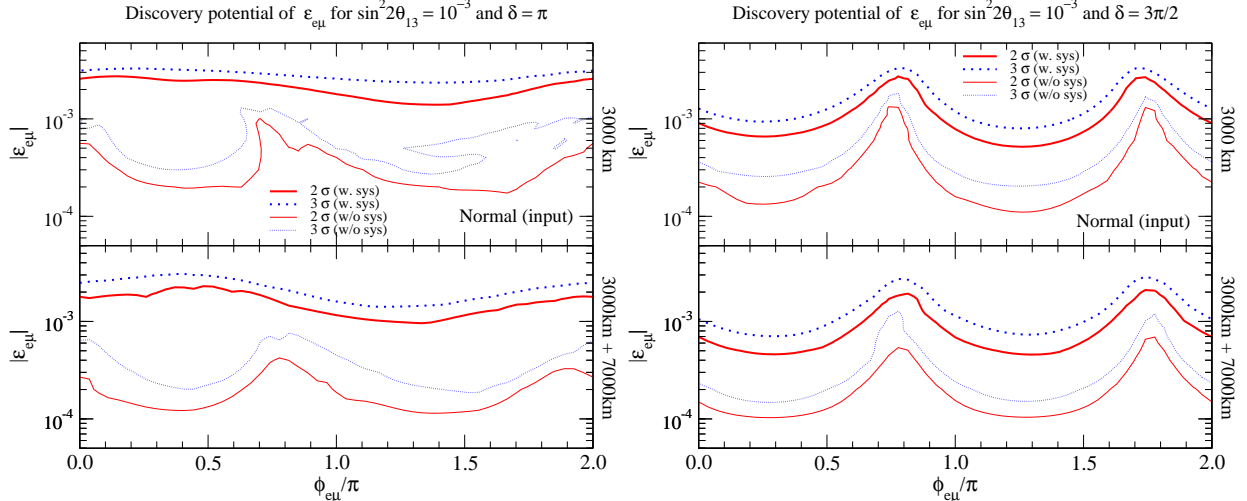 Discovery potential of ε_eμ for sin²2θ₁₃ = 10⁻³ and δ = π
10⁻³
10⁻⁴
|ε_eμ|
2 σ (w. sys)
3 σ (w. sys)
2 σ (w/o sys)
3 σ (w/o sys)
Normal (input)
3000 km
10⁻³
10⁻⁴
|ε_eμ|
3000km + 7000km
0.0 0.5 1.0 1.5 2.0
ϕ_eμ/π
Discovery potential of ε_eμ for sin²2θ₁₃ = 10⁻³ and δ = 3π/2
10⁻³
10⁻⁴
|ε_eμ|
2 σ (w. sys)
3 σ (w. sys)
2 σ (w/o sys)
3 σ (w/o sys)
Normal (input)
3000 km
10⁻³
10⁻⁴
|ε_eμ|
3000km + 7000km
0.0 0.5 1.0 1.5 2.0
ϕ_eμ/π